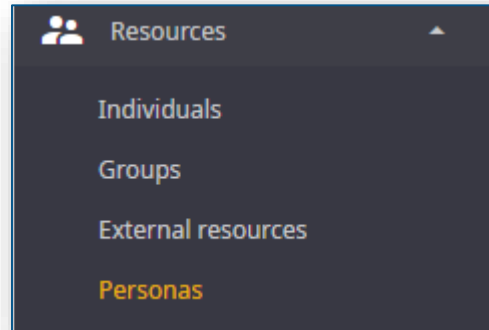 Resources
Individuals
Groups
External resources
Personas